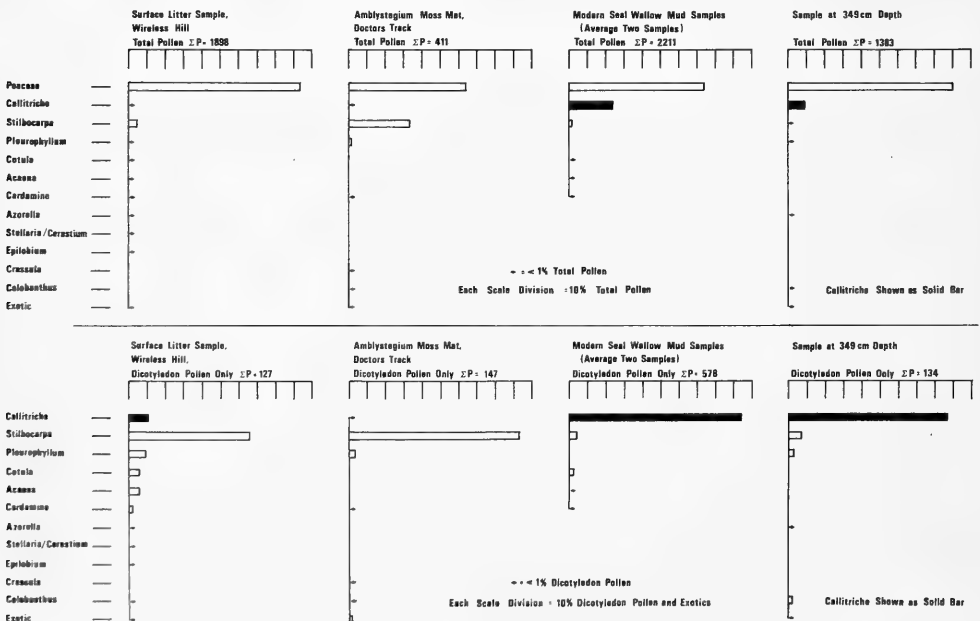 Surface Litter Sample,
Wireless Hill
Total Pollen ΣP = 1898
Amblystegium Moss Mat,
Doctors Track
Total Pollen ΣP = 411
Modern Seal Wallow Mud Samples
(Average Two Samples)
Total Pollen ΣP = 2211
Sample at 349cm Depth
Total Pollen ΣP = 1383
Poaceae
Callitriche
Stilbocarpa
Pleurophyllum
Cotula
Acaena
Cardamine
Azorella
Stellaria/Cerastium
Epilobium
Crassula
Colobanthus
Exotic
+ = < 1% Total Pollen
Each Scale Division = 10% Total Pollen
Callitriche Shown as Solid Bar
Surface Litter Sample,
Wireless Hill,
Dicotyledon Pollen Only ΣP = 127
Amblystegium Moss Mat,
Doctors Track
Dicotyledon Pollen Only ΣP = 147
Modern Seal Wallow Mud Samples
(Average Two Samples)
Dicotyledon Pollen Only ΣP = 576
Sample at 349cm Depth
Dicotyledon Pollen Only ΣP = 134
Callitriche
Stilbocarpa
Pleurophyllum
Cotula
Acaena
Cardamine
Azorella
Stellaria/Cerastium
Epilobium
Crassula
Colobanthus
Exotic
+ = < 1% Dicotyledon Pollen
Each Scale Division = 10% Dicotyledon Pollen and Exotics
Callitriche Shown as Solid Bar